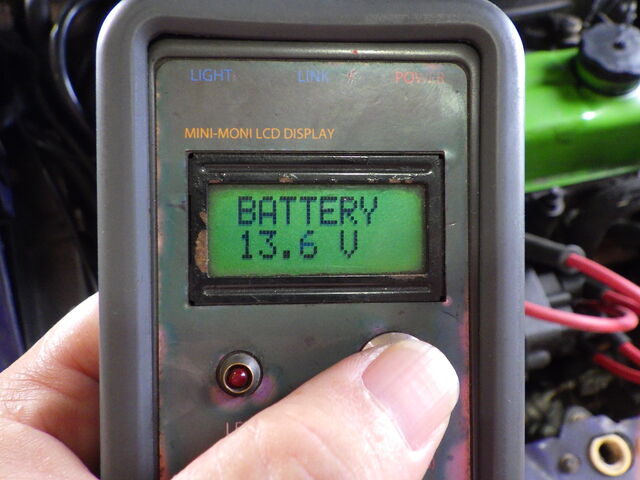 LIGHT LINK POWER
MINI-MONI LCD DISPLAY
BATTERY
13.6 V